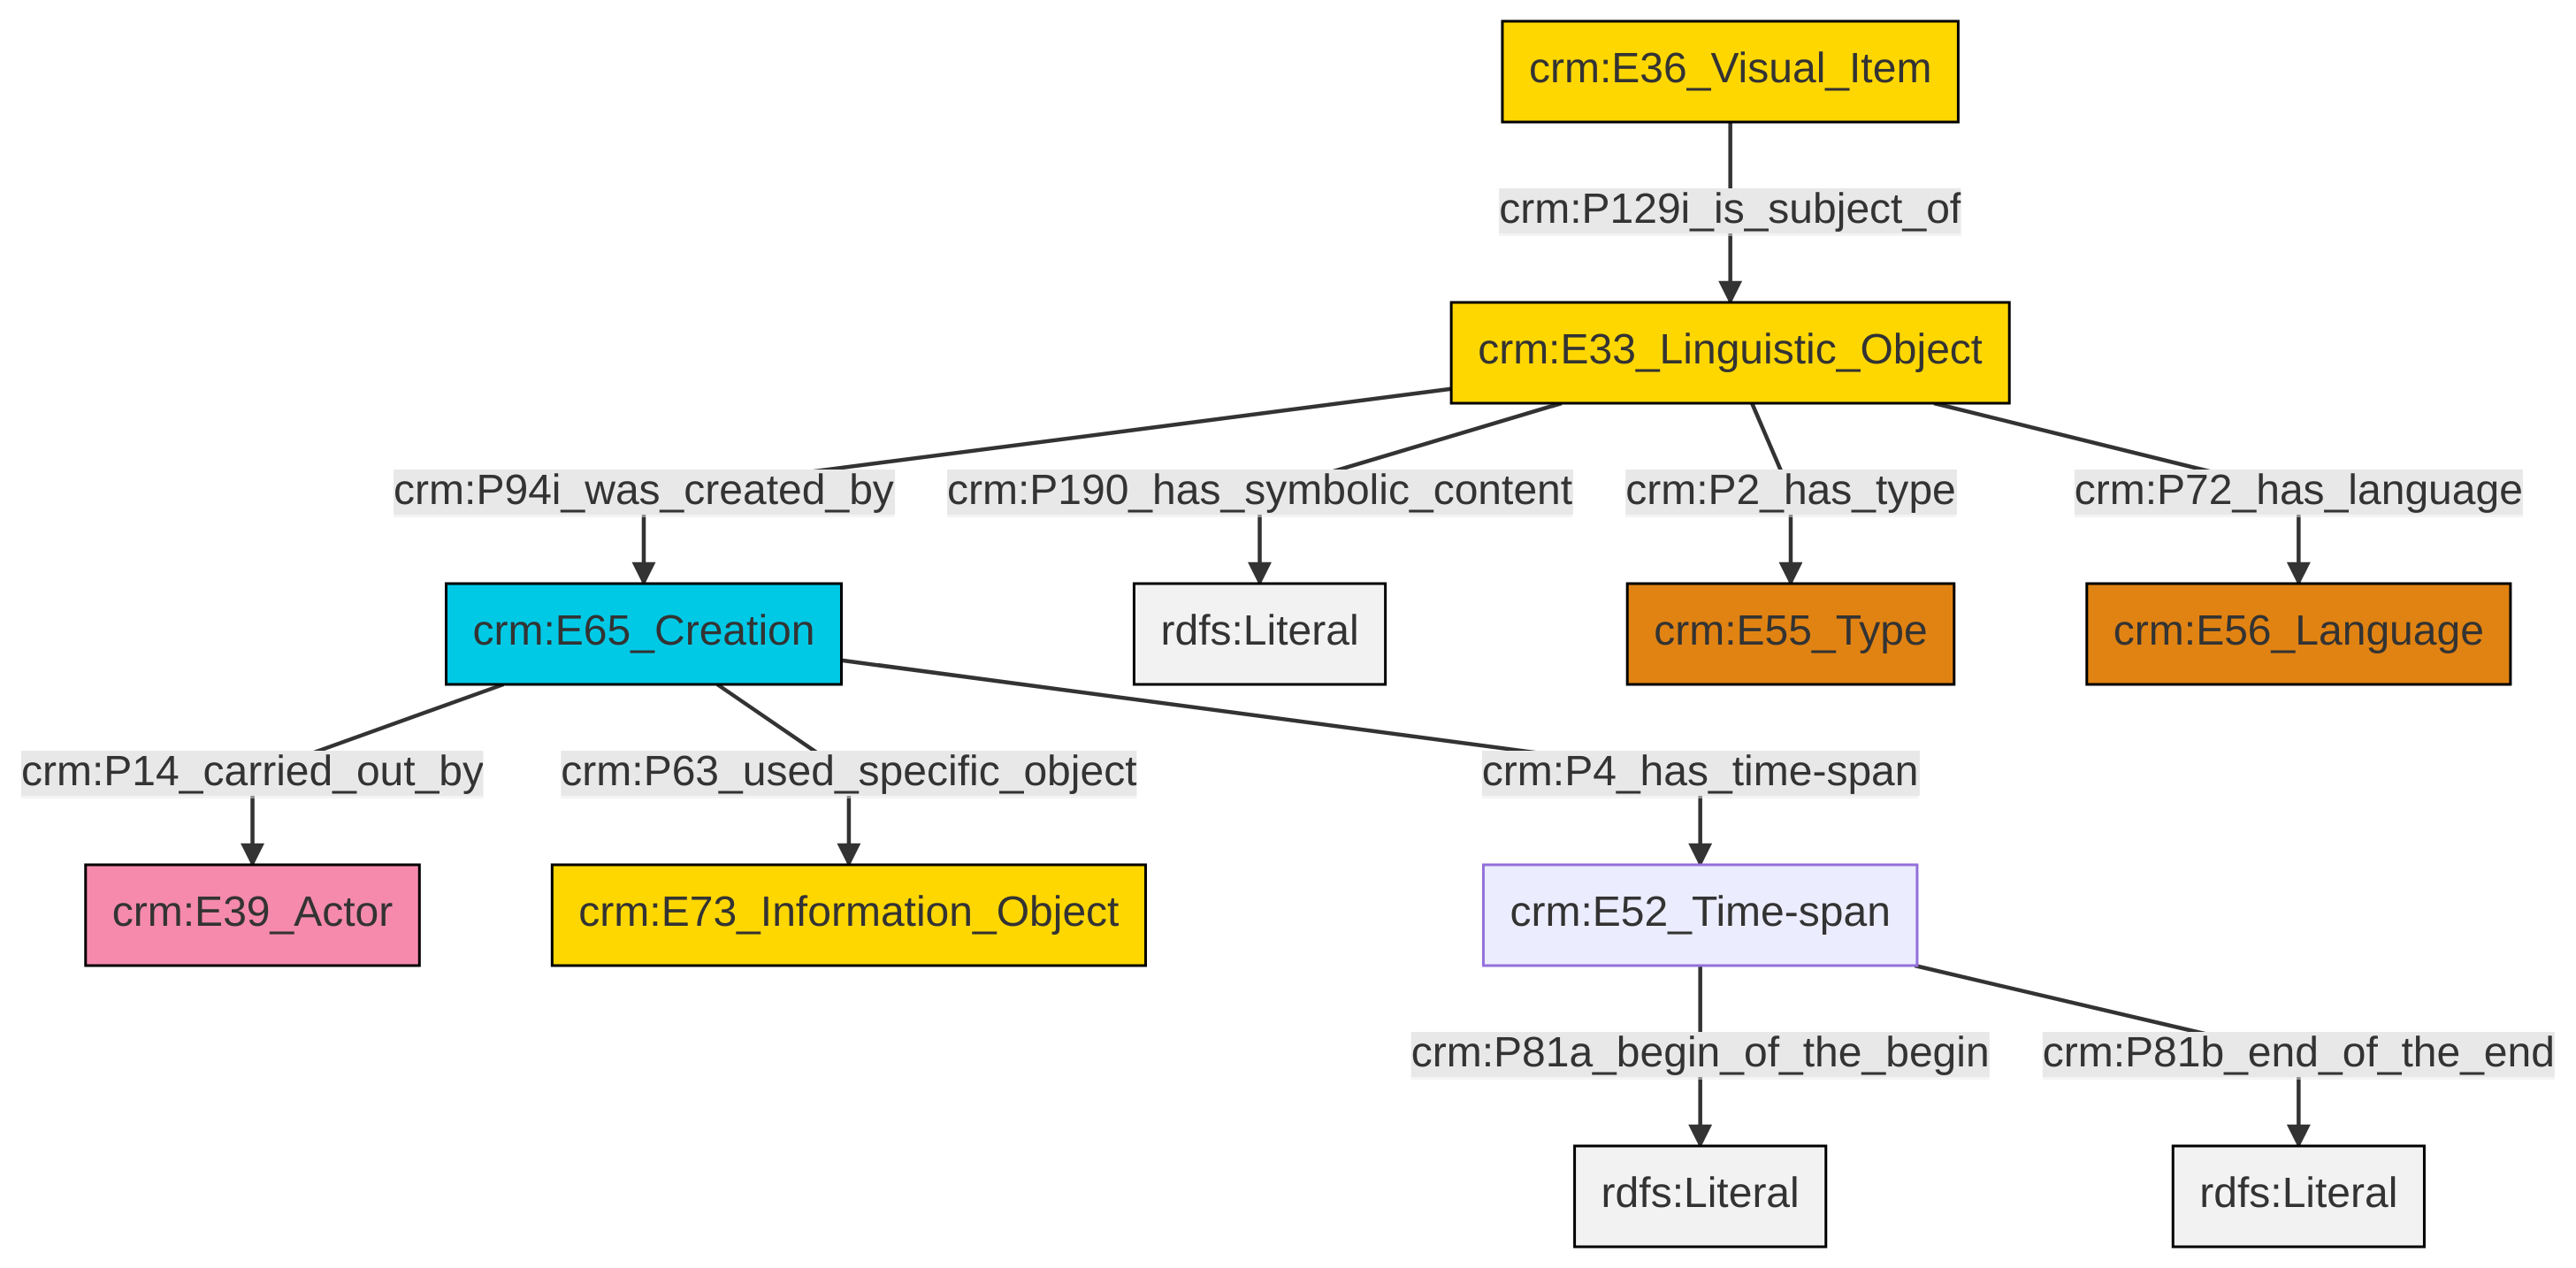 crm:E36_Visual_Item
crm:P129i_is_subject_of
crm:E33_Linguistic_Object
crm:P94i_was_created_by
crm:P190_has_symbolic_content
crm:P2_has_type
crm:P72_has_language
crm:E65_Creation
rdfs:Literal
crm:E55_Type
crm:E56_Language
crm:P14_carried_out_by
crm:P63_used_specific_object
crm:P4_has_time-span
crm:E39_Actor
crm:E73_Information_Object
crm:E52_Time-span
crm:P81a_begin_of_the_begin
crm:P81b_end_of_the_end
rdfs:Literal
rdfs:Literal